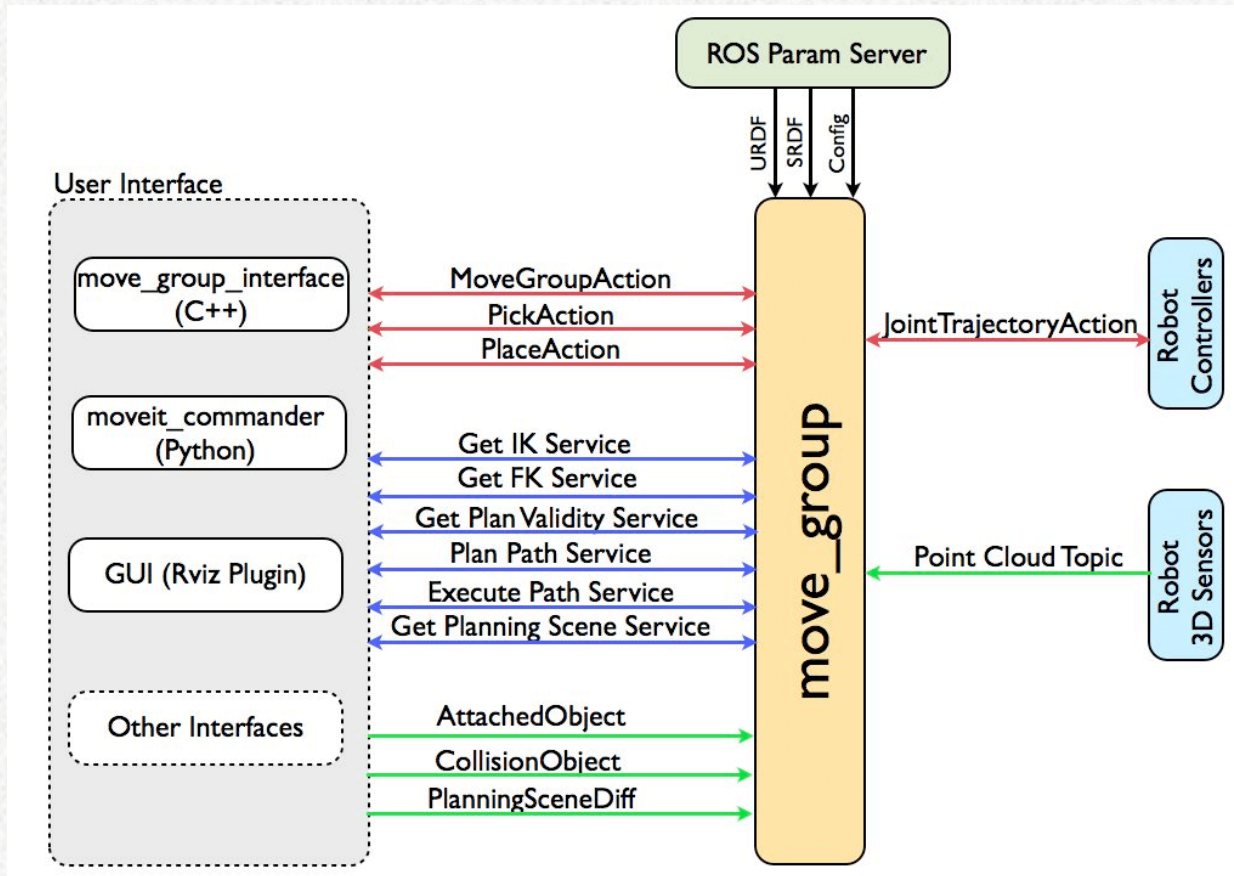 ROS Param Server
URDF
SRDF
Config
User Interface
move_group_interface
(C++)
moveit_commander
(Python)
GUI (Rviz Plugin)
Other Interfaces
MoveGroupAction
PickAction
PlaceAction
Get IK Service
Get FK Service
Get Plan Validity Service
Plan Path Service
Execute Path Service
Get Planning Scene Service
AttachedObject
CollisionObject
PlanningSceneDiff
move_group
JointTrajectoryAction
Robot
Controllers
Point Cloud Topic
Robot
3D Sensors